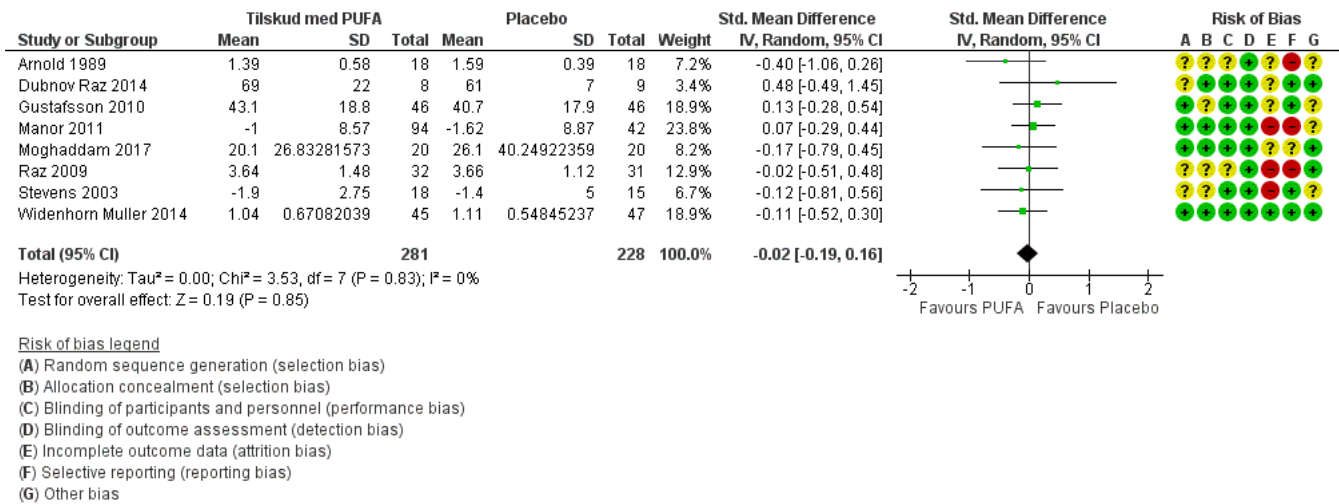 Tilskud med PUFA Placebo Std. Mean Difference Std. Mean Difference Risk of Bias
Study or Subgroup Mean SD Total Mean SD Total Weight IV, Random, 95% CI IV, Random, 95% CI A B C D E F G
Arnold 1989 1.39 0.58 18 1.59 0.39 18 7.2% -0.40 [-1.06, 0.26] ? ? ? + ? - ?
Dubnov Raz 2014 69 22 8 61 7 9 3.4% 0.48 [-0.49, 1.45] ? + + + ? + +
Gustafsson 2010 43.1 18.8 46 40.7 17.9 46 18.9% 0.13 [-0.28, 0.54] + ? + + ? + ?
Manor 2011 -1 8.57 94 -1.62 8.87 42 23.8% 0.07 [-0.29, 0.44] + + + + - - ?
Moghaddam 2017 20.1 26.83281573 20 26.1 40.24922359 20 8.2% -0.17 [-0.79, 0.45] + + + + ? ? +
Raz 2009 3.64 1.48 32 3.66 1.12 31 12.9% -0.02 [-0.51, 0.48] ? ? ? + - - +
Stevens 2003 -1.9 2.75 18 -1.4 5 15 6.7% -0.12 [-0.81, 0.56] ? ? + + - + ?
Widenhorn Muller 2014 1.04 0.67082039 45 1.11 0.54845237 47 18.9% -0.11 [-0.52, 0.30] + + + + + + +
Total (95% CI) 281 228 100.0% -0.02 [-0.19, 0.16]
Heterogeneity: Tau² = 0.00; Chi² = 3.53, df = 7 (P = 0.83); I² = 0%
Test for overall effect: Z = 0.19 (P = 0.85)
-2 -1 0 1 2
Favours PUFA Favours Placebo
Risk of bias legend
(A) Random sequence generation (selection bias)
(B) Allocation concealment (selection bias)
(C) Blinding of participants and personnel (performance bias)
(D) Blinding of outcome assessment (detection bias)
(E) Incomplete outcome data (attrition bias)
(F) Selective reporting (reporting bias)
(G) Other bias